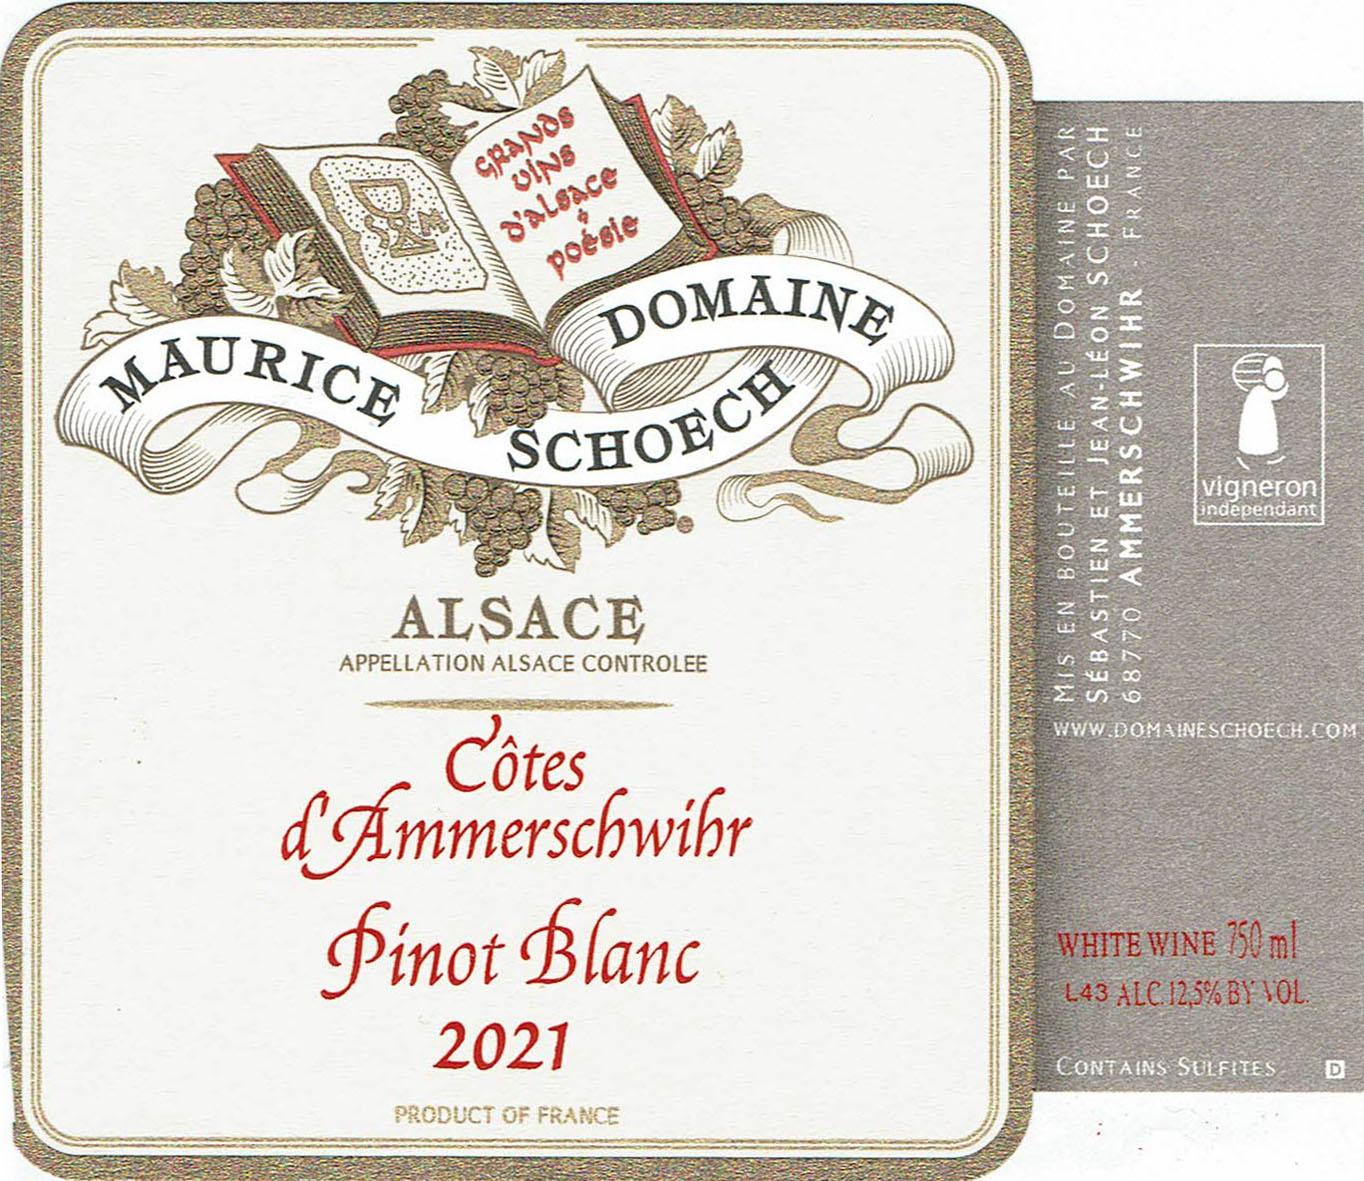 GRANDS
VINS
D'ALSACE
&
POÉSIE
DOMAINE
MAURICE
SCHOECH
ALSACE
APPELLATION ALSACE CONTROLEE
Côtes
d'Ammerschwihr
Pinot Blanc
2021
PRODUCT OF FRANCE
MIS EN BOUTEILLE AU DOMAINE PAR
SÉBASTIEN ET JEAN-LÉON SCHOECH
68770 AMMERSCHWIHR - FRANCE
vigneron
indépendant
WWW.DOMAINESCHOECH.COM
WHITE WINE 750 ml
L43 ALC. 12,5% BY VOL.
CONTAINS SULFITES D